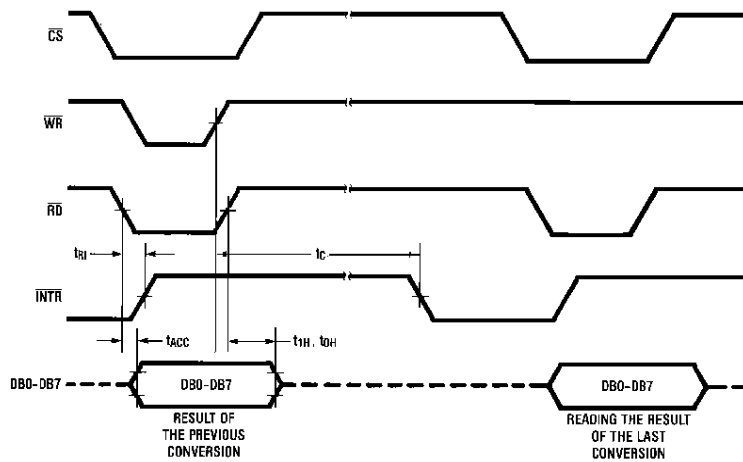 CS
WR
RD
tRI
tC
INTR
tACC
t1H, t0H
DB0-DB7
DB0-DB7
DB0-DB7
RESULT OF
THE PREVIOUS
CONVERSION
READING THE RESULT
OF THE LAST
CONVERSION